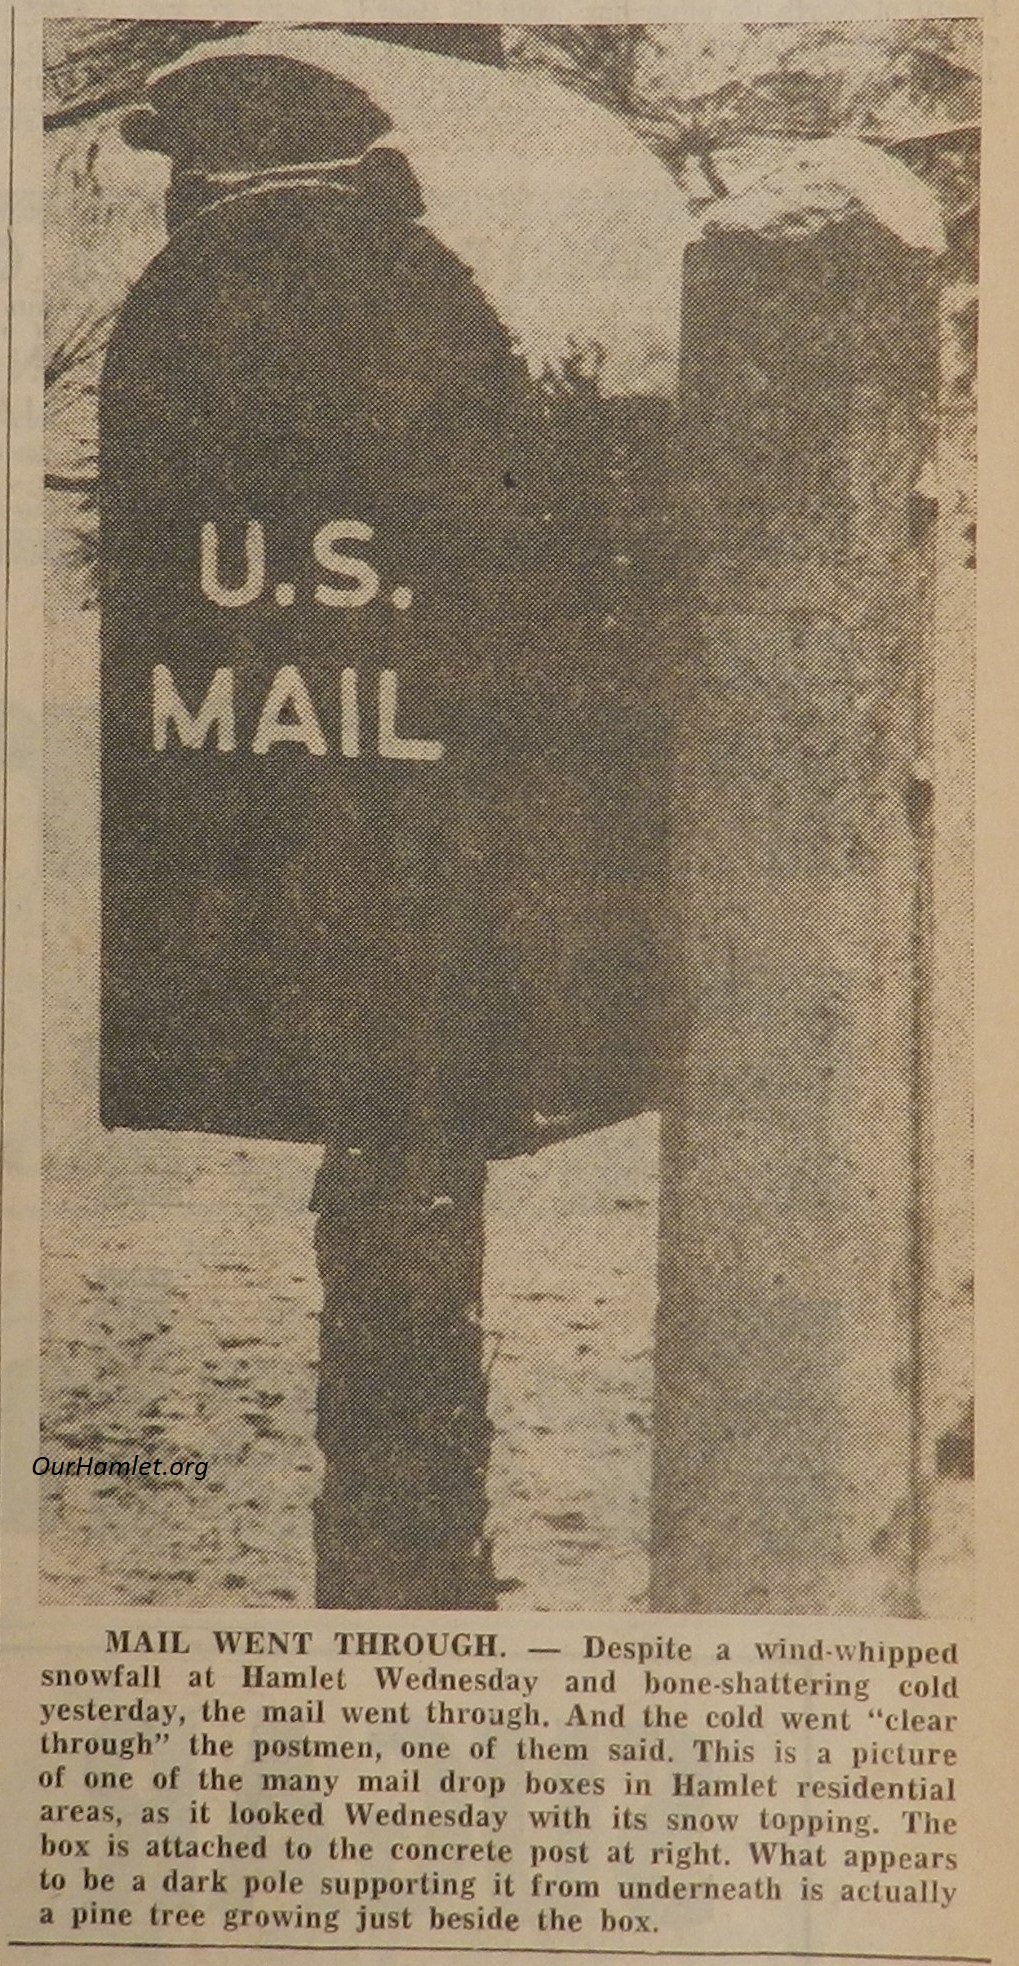 U.S.
MAIL
OurHamlet.org
MAIL WENT THROUGH. — Despite a wind-whipped
snowfall at Hamlet Wednesday and bone-shattering cold
yesterday, the mail went through. And the cold went “clear
through” the postmen, one of them said. This is a picture
of one of the many mail drop boxes in Hamlet residential
areas, as it looked Wednesday with its snow topping. The
box is attached to the concrete post at right. What appears
to be a dark pole supporting it from underneath is actually
a pine tree growing just beside the box.